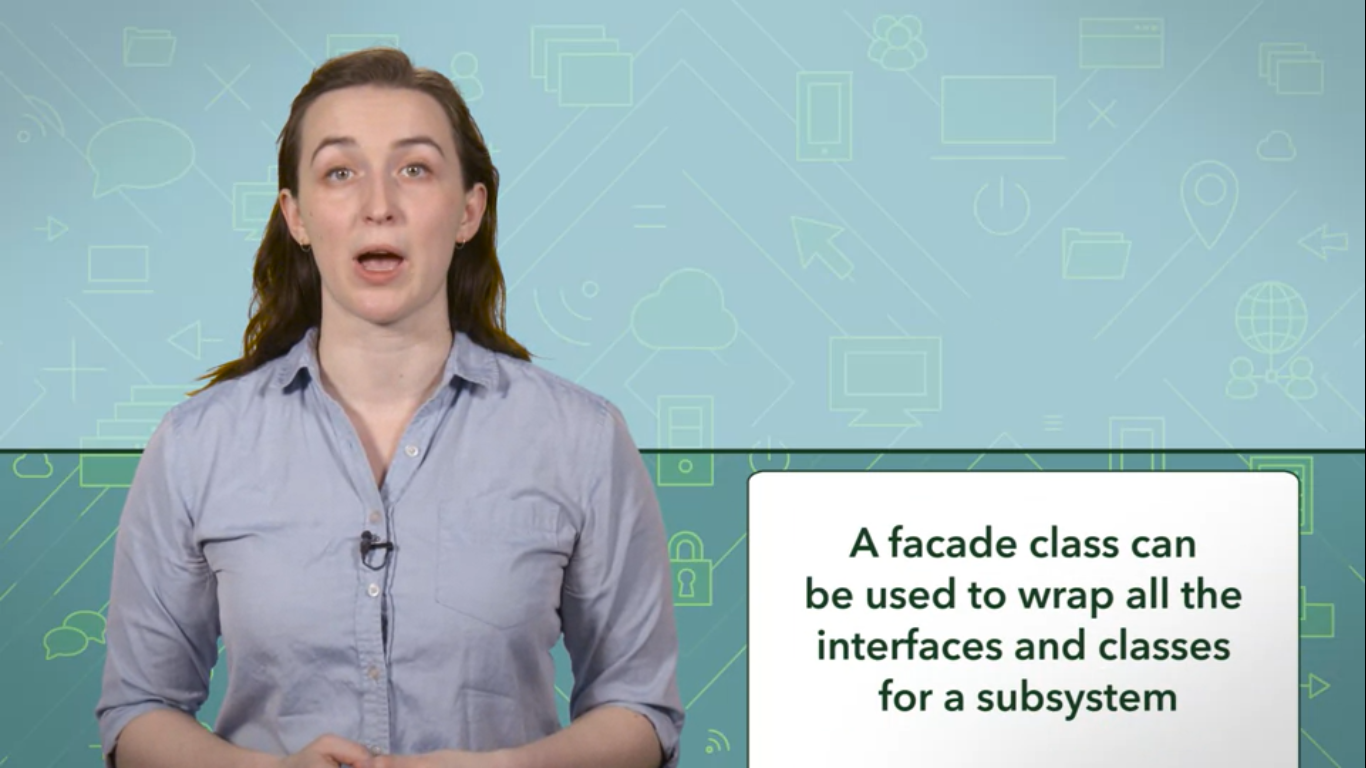 A facade class can
be used to wrap all the
interfaces and classes
for a subsystem